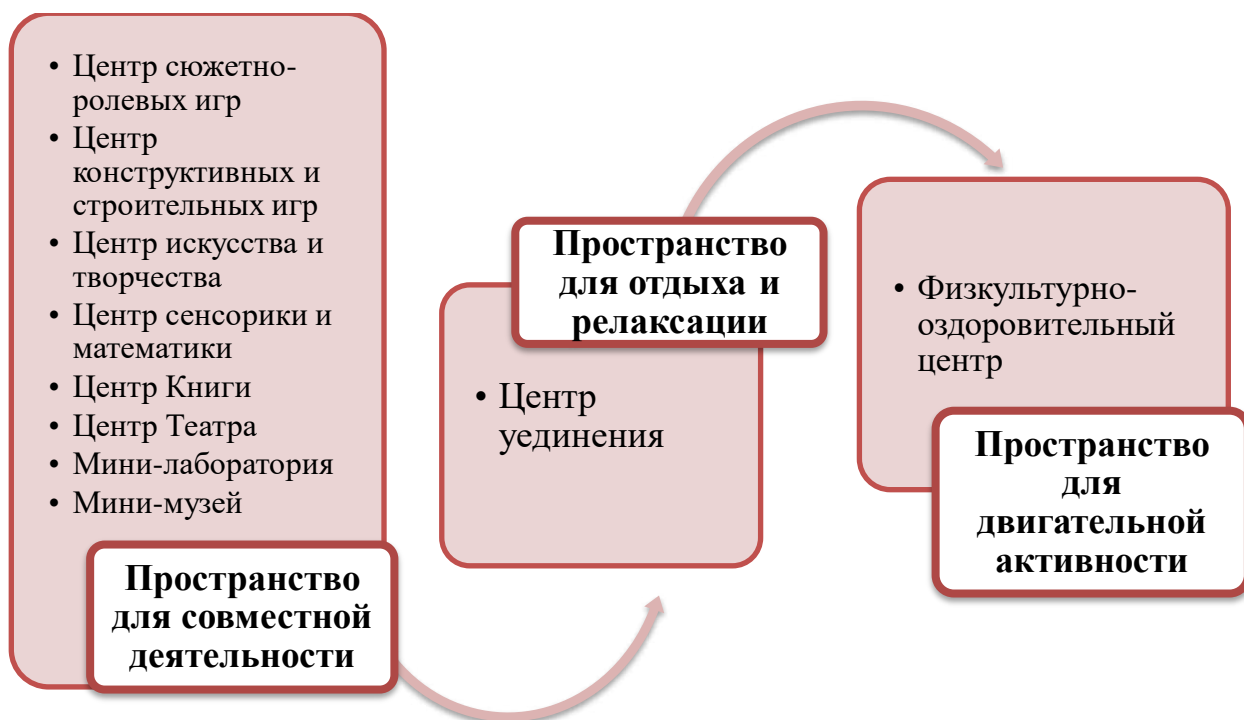 • Центр сюжетно-
ролевых игр
• Центр
конструктивных и
строительных игр
• Центр искусства и
творчества
• Центр сенсорики и
математики
• Центр Книги
• Центр Театра
• Мини-лаборатория
• Мини-музей
Пространство
для совместной
деятельности
Пространство
для отдыха и
релаксации
• Центр
уединения
• Физкультурно-
оздоровительный
центр
Пространство
для
двигательной
активности